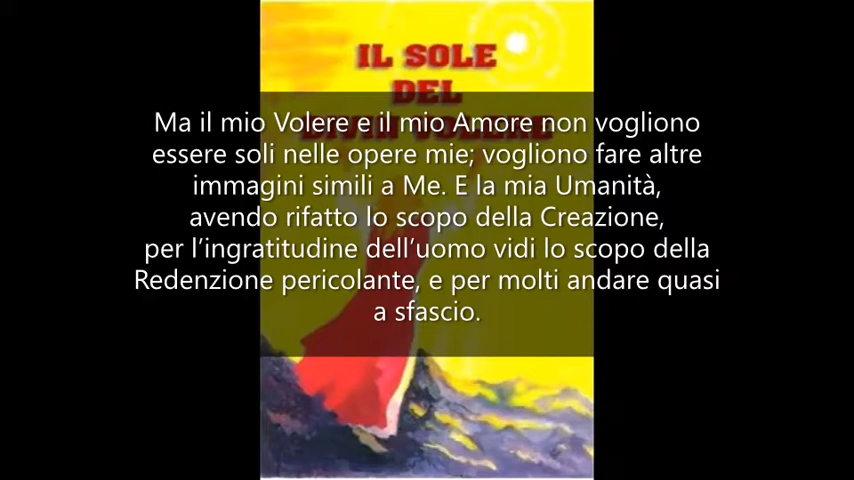 IL SOLE
DEL
Ma il mio Volere e il mio Amore non vogliono
essere soli nelle opere mie; vogliono fare altre
immagini simili a Me. E la mia Umanità,
avendo rifatto lo scopo della Creazione,
per l’ingratitudine dell’uomo vidi lo scopo della
Redenzione pericolante, e per molti andare quasi
a sfascio.